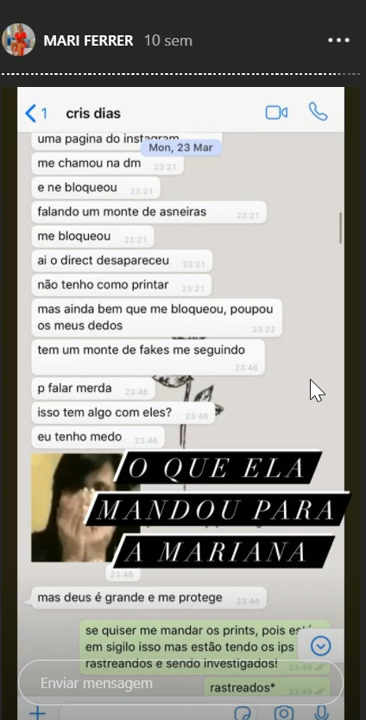 MARI FERRER 10 sem
1 cris dias
uma pagina do instagram
Mon, 23 Mar
me chamou na dm 23:21
e ne bloqueou 23:21
falando um monte de asneiras 23:21
me bloqueou 23:21
ai o direct desapareceu 23:21
não tenho como printar 23:21
mas ainda bem que me bloqueou, poupou
os meus dedos 23:22
tem um monte de fakes me seguindo
23:46
p falar merda 23:46
isso tem algo com eles? 23:46
eu tenho medo 23:46
O QUE ELA
MANDOU PARA
A MARIANA
23:46
mas deus é grande e me protege 23:46
se quiser me mandar os prints, pois
em sigilo isso mas estão tendo os ips
rastreandos e sendo investigados! 23:49
Enviar mensagem
rastreados* 23:49